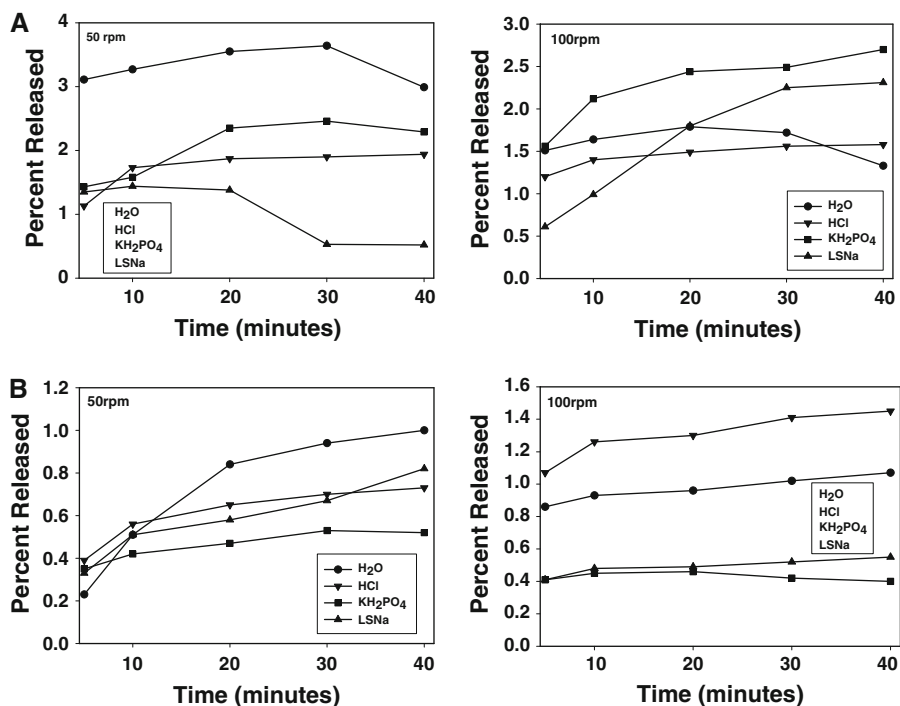 A
50 rpm
Percent Released
4
3
2
1
0
H₂O
HCl
KH₂PO₄
LSNa
10 20 30 40
Time (minutes)
100rpm
Percent Released
3.0
2.5
2.0
1.5
1.0
0.5
0.0
H₂O
HCl
KH₂PO₄
LSNa
10 20 30 40
Time (minutes)
B
50rpm
Percent Released
1.2
1.0
0.8
0.6
0.4
0.2
0.0
H₂O
HCl
KH₂PO₄
LSNa
10 20 30 40
Time (minutes)
100rpm
Percent Released
1.6
1.4
1.2
1.0
0.8
0.6
0.4
0.2
0.0
H₂O
HCl
KH₂PO₄
LSNa
10 20 30 40
Time (minutes)